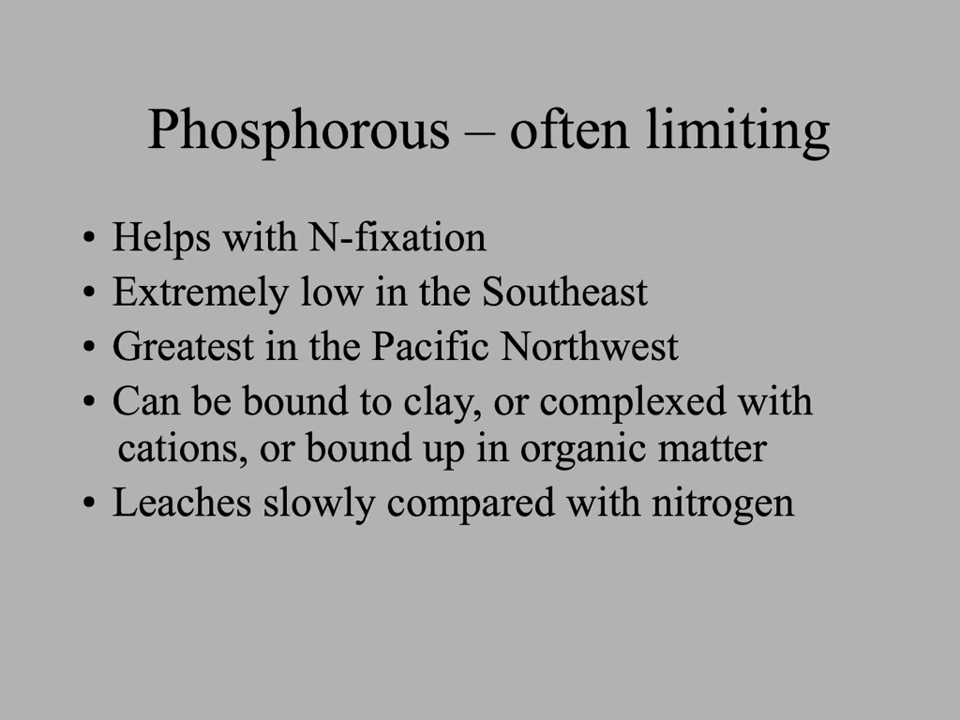 Phosphorous – often limiting
• Helps with N-fixation
• Extremely low in the Southeast
• Greatest in the Pacific Northwest
• Can be bound to clay, or complexed with
cations, or bound up in organic matter
• Leaches slowly compared with nitrogen